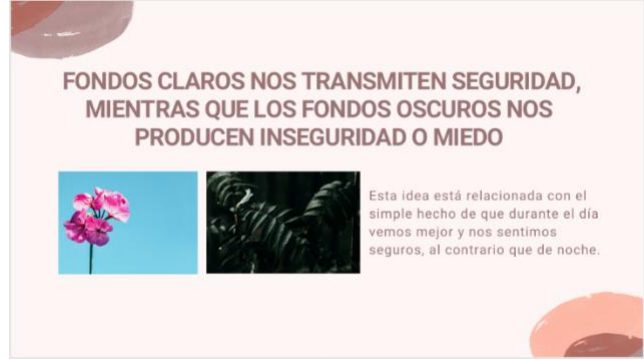 FONDOS CLAROS NOS TRANSMITEN SEGURIDAD,
MIENTRAS QUE LOS FONDOS OSCUROS NOS
PRODUCEN INSEGURIDAD O MIEDO
Esta idea está relacionada con el
simple hecho de que durante el día
vemos mejor y nos sentimos
seguros, al contrario que de noche.